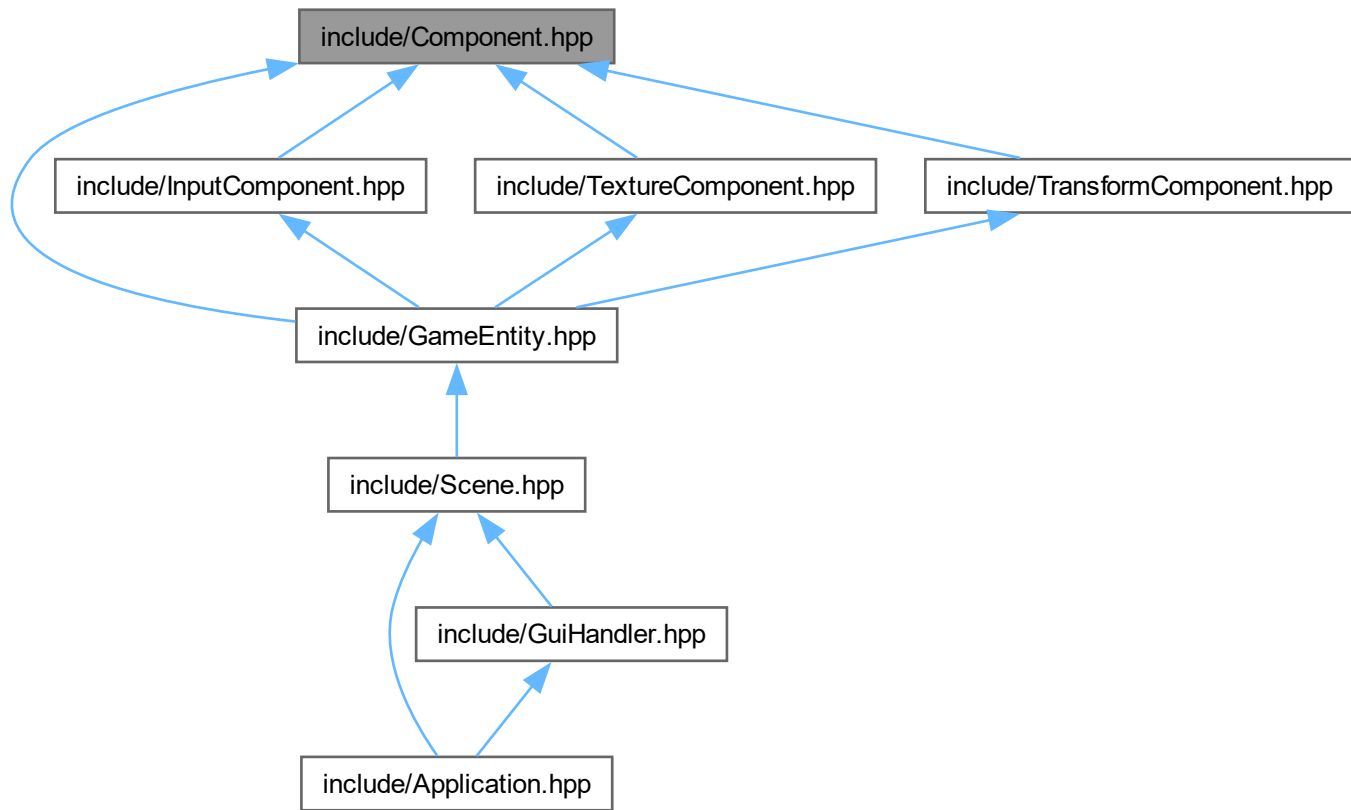 include/Component.hpp
include/InputComponent.hpp
include/TextureComponent.hpp
include/TransformComponent.hpp
include/GameEntity.hpp
include/Scene.hpp
include/GuiHandler.hpp
include/Application.hpp